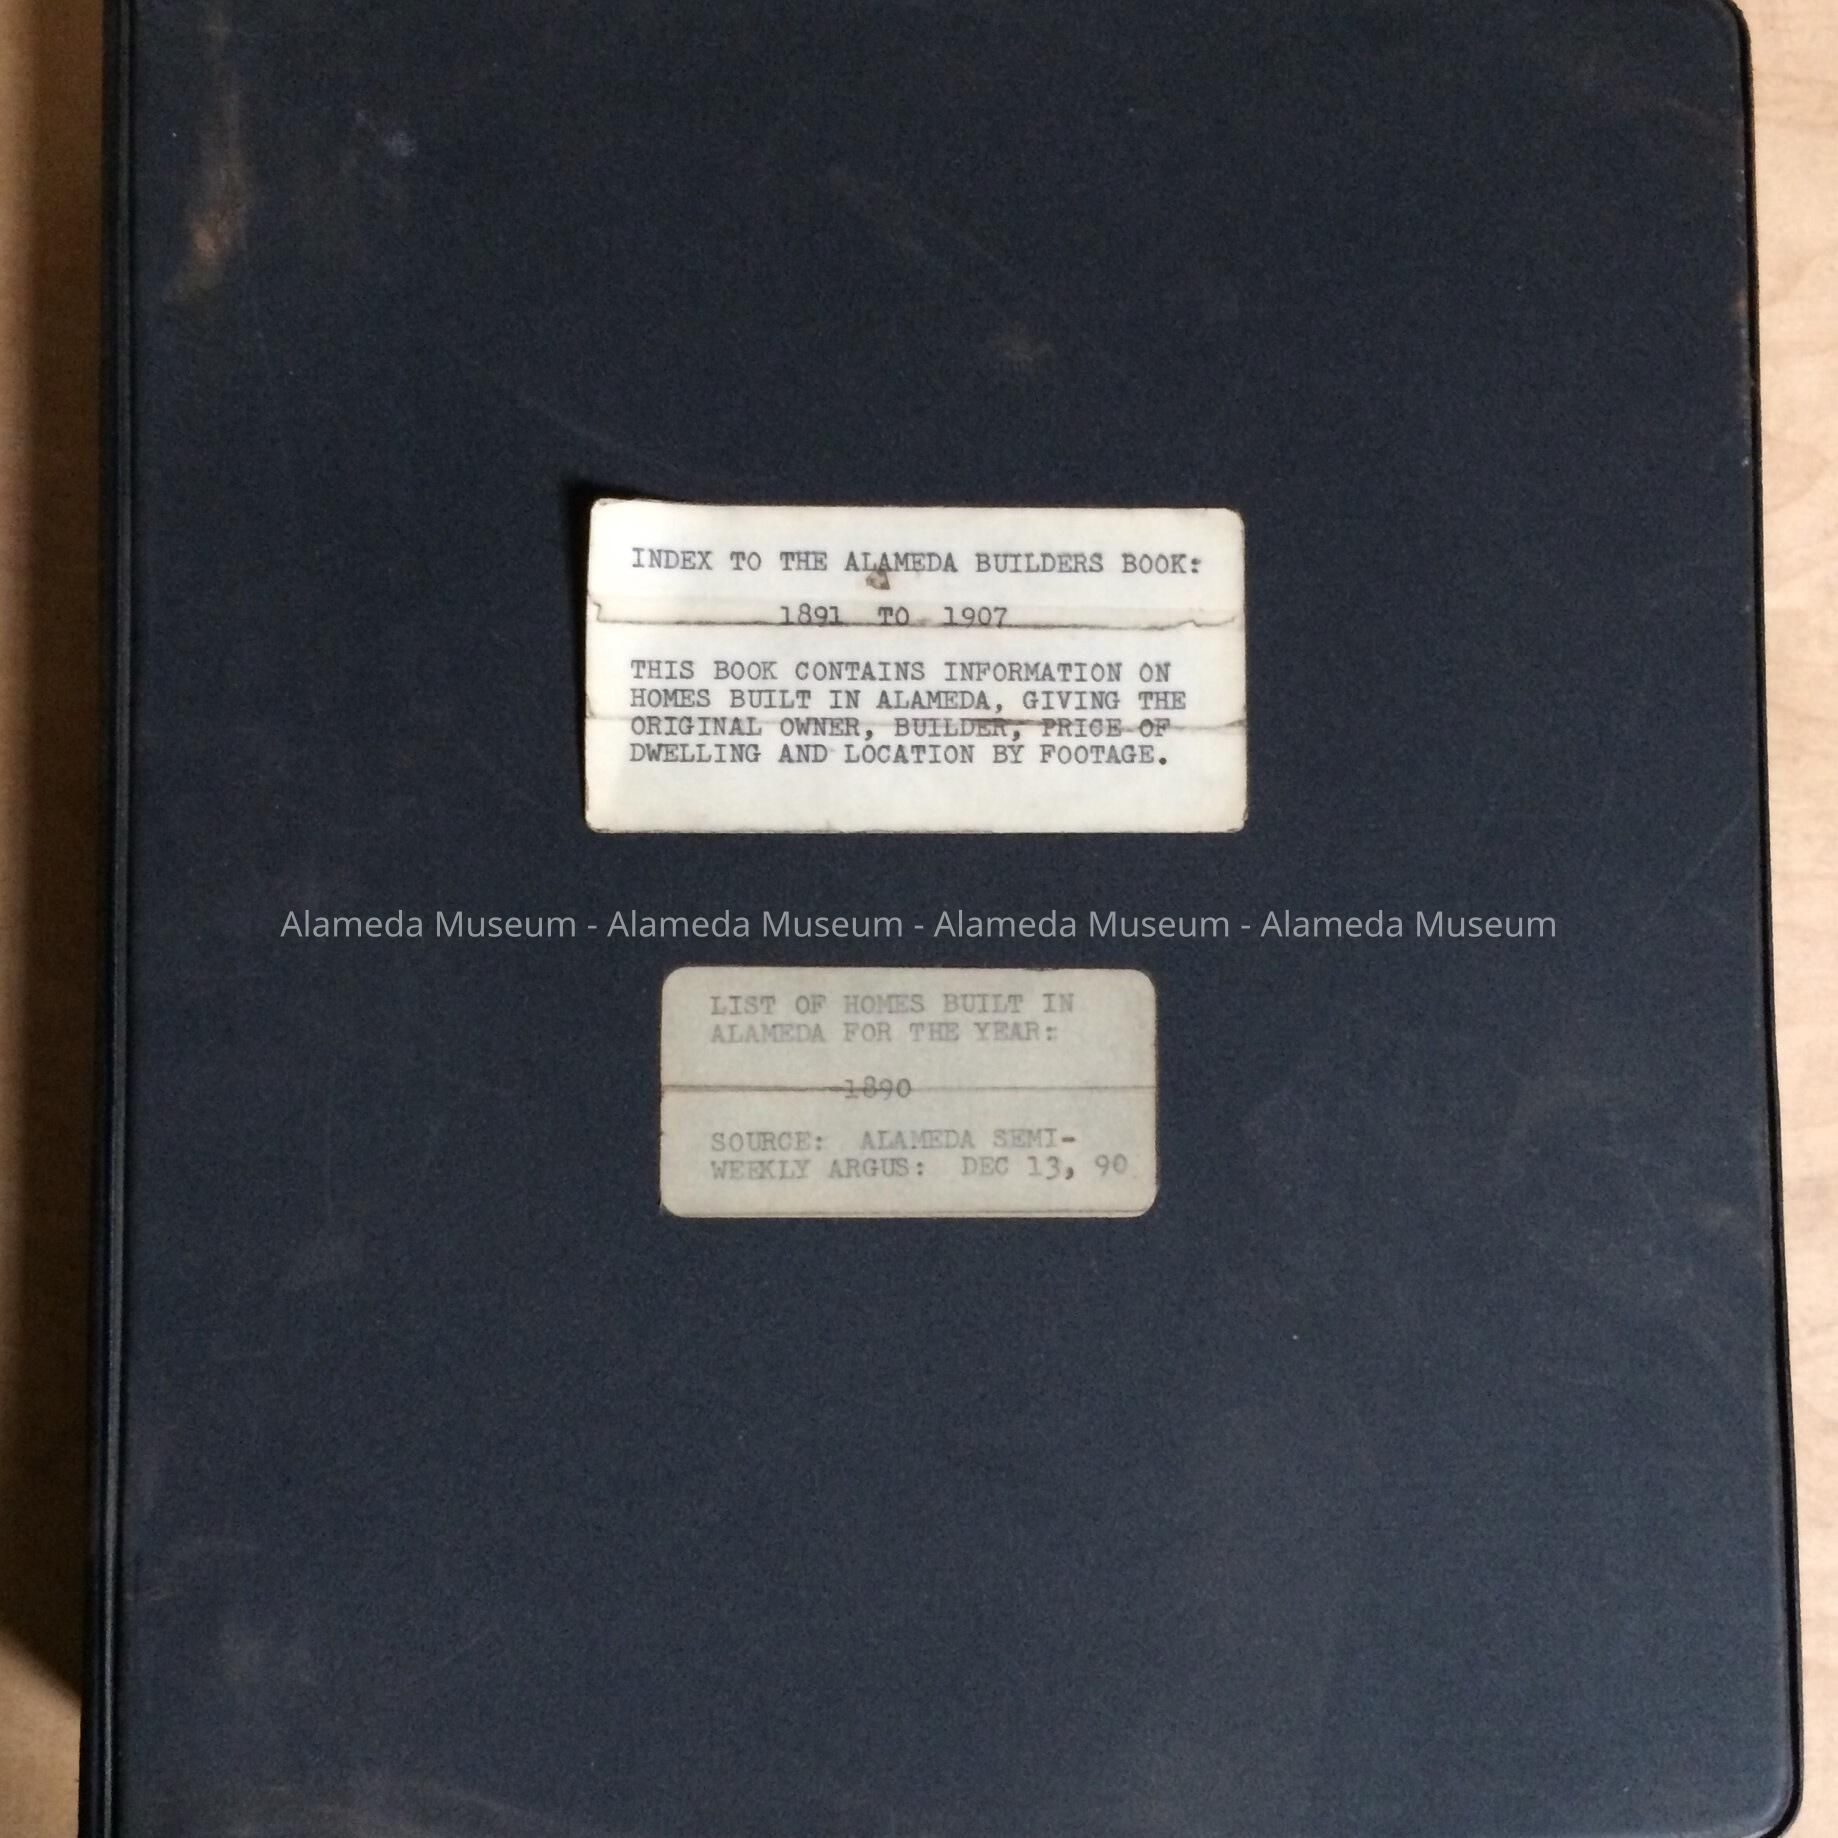 INDEX TO THE ALAMEDA BUILDERS BOOK:
1891 TO 1907
THIS BOOK CONTAINS INFORMATION ON
HOMES BUILT IN ALAMEDA, GIVING THE
ORIGINAL OWNER, BUILDER, PRICE OF
DWELLING AND LOCATION BY FOOTAGE.
Alameda Museum - Alameda Museum - Alameda Museum - Alameda Museum
LIST OF HOMES BUILT IN
ALAMEDA FOR THE YEAR:
1890
SOURCE: ALAMEDA SEMI-
WEEKLY ARGUS: DEC 13, 90